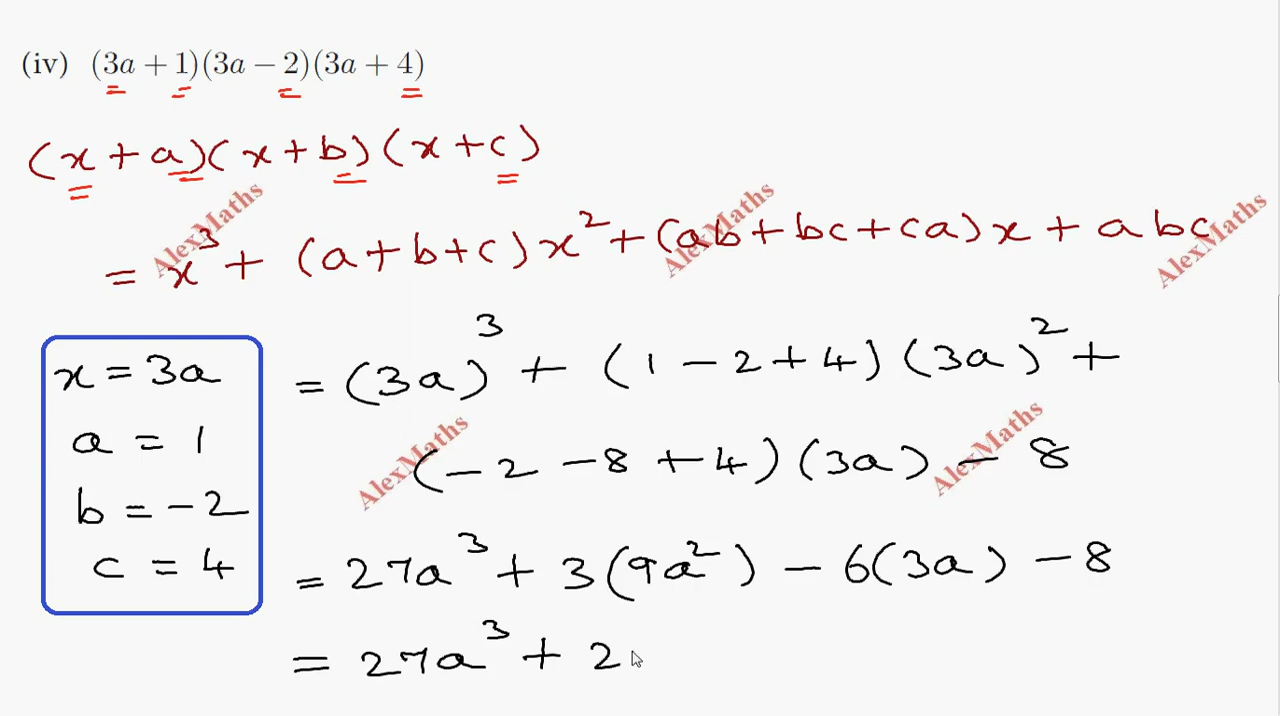 (iv) (3a + 1)(3a − 2)(3a + 4)
(x + a)(x + b)(x + c)
= x³ + (a + b + c)x² + (ab + bc + ca)x + abc
AlexMaths AlexMaths AlexMaths
x = 3a
a = 1
b = −2
c = 4
= (3a)³ + (1 − 2 + 4)(3a)² +
(−2 − 8 + 4)(3a) − 8
AlexMaths AlexMaths
= 27a³ + 3(9a²) − 6(3a) − 8
= 27a³ + 2